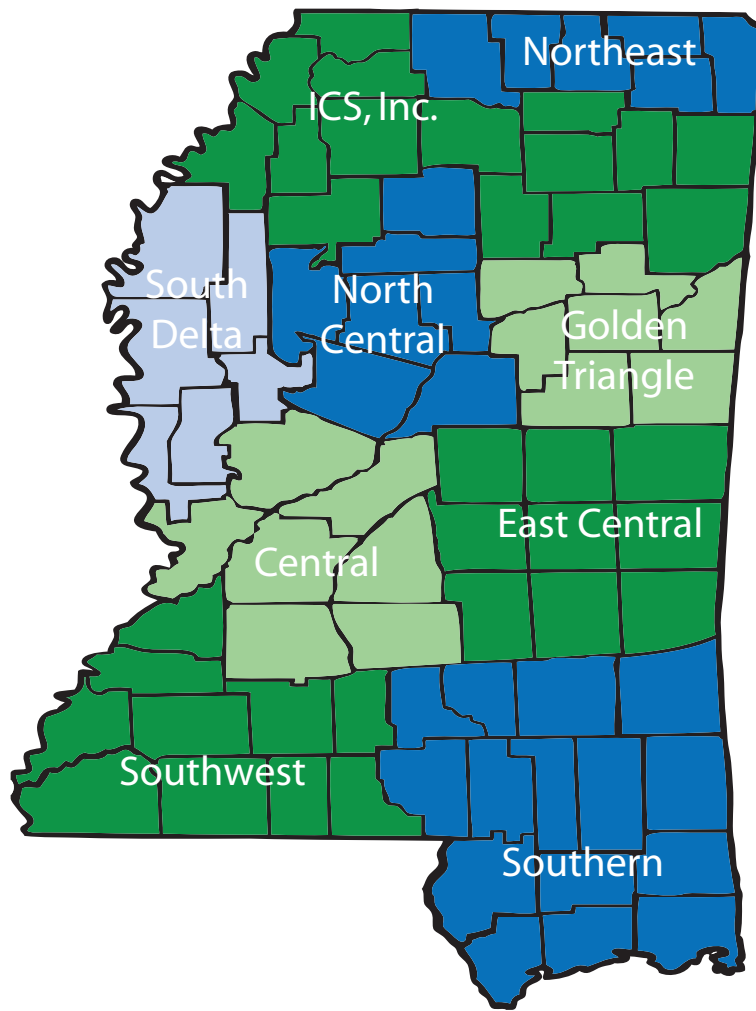 Northeast
ICS, Inc.
South
Delta
North
Central
Golden
Triangle
East Central
Central
Southwest
Southern